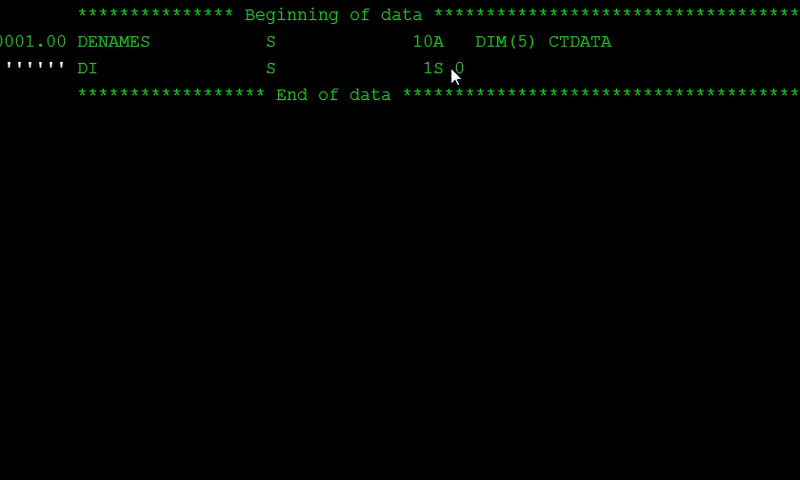 *************** Beginning of data ***********************************
0001.00 DENAMES S 10A DIM(5) CTDATA
'''''' DI S 1S 0
****************** End of data **************************************